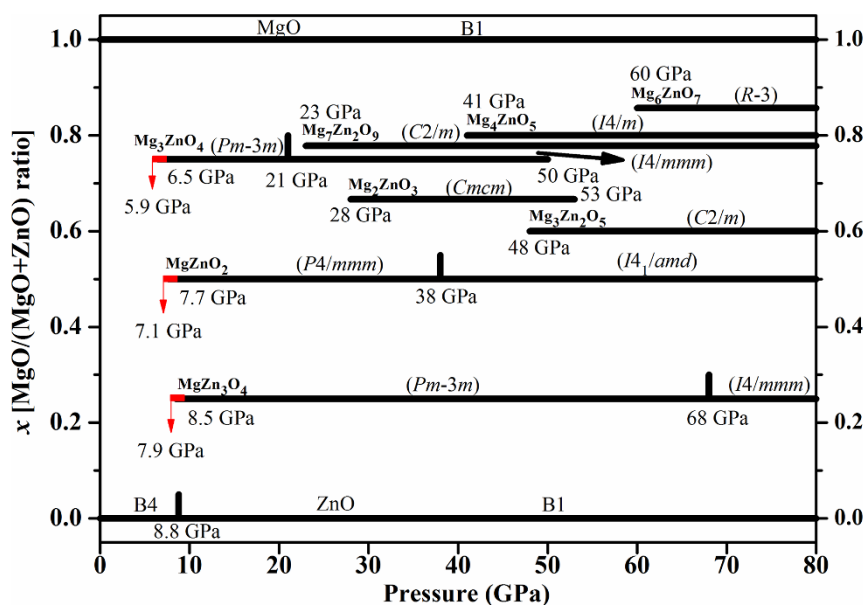 MgO B1
1.0 1.0
60 GPa
Mg6ZnO7 (R-3)
23 GPa 41 GPa
Mg7Zn2O9 (C2/m) Mg4ZnO5 (I4/m)
0.8 0.8
Mg3ZnO4 (Pm-3m)
6.5 GPa 21 GPa 50 GPa (I4/mmm)
5.9 GPa
Mg2ZnO3 (Cmcm) 53 GPa
28 GPa
Mg3Zn2O5 (C2/m)
0.6 0.6
48 GPa
MgZnO2 (P4/mmm) (I41/amd)
7.7 GPa 38 GPa
7.1 GPa
0.4 0.4
MgZn3O4 (Pm-3m) (I4/mmm)
8.5 GPa 68 GPa
0.2 0.2
7.9 GPa
B4 ZnO B1
0.0 0.0
8.8 GPa
0 10 20 30 40 50 60 70 80
Pressure (GPa)
x [MgO/(MgO+ZnO) ratio]